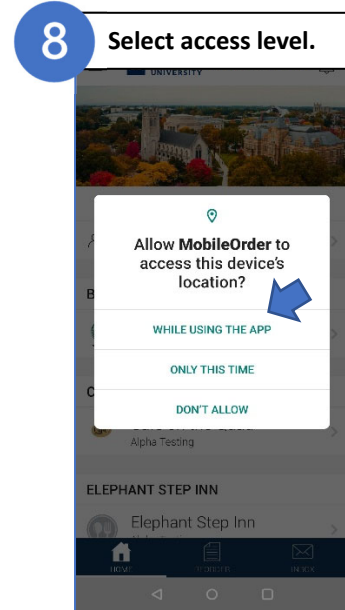 8
Select access level.
UNIVERSITY
Allow MobileOrder to
access this device's
location?
B
WHILE USING THE APP
ONLY THIS TIME
C
DON'T ALLOW
Alpha Testing
ELEPHANT STEP INN
Elephant Step Inn
HOME
INBOX